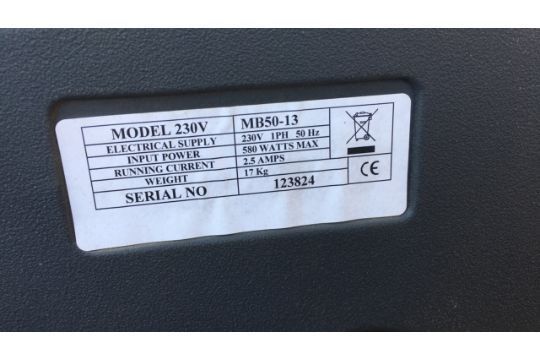 MODEL 230V MB50-13
ELECTRICAL SUPPLY 230V 1PH 50 Hz
INPUT POWER 580 WATTS MAX
RUNNING CURRENT 2.5 AMPS
WEIGHT 17 Kg
SERIAL NO 123824
CE